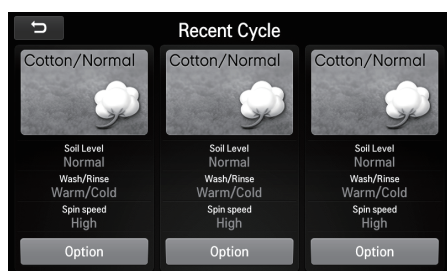 Recent Cycle
Cotton/Normal
Soil Level
Normal
Wash/Rinse
Warm/Cold
Spin speed
High
Option
Cotton/Normal
Soil Level
Normal
Wash/Rinse
Warm/Cold
Spin speed
High
Option
Cotton/Normal
Soil Level
Normal
Wash/Rinse
Warm/Cold
Spin speed
High
Option